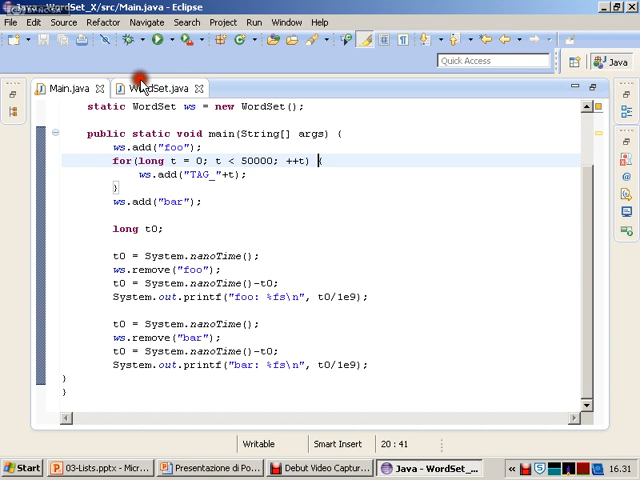 Java - WordSet_X/src/Main.java - Eclipse
File Edit Source Refactor Navigate Search Project Run Window Help
Quick Access
Java
Main.java WordSet.java
static WordSet ws = new WordSet();
public static void main(String[] args) {
ws.add("foo");
for(long t = 0; t < 50000; ++t) {
ws.add("TAG_"+t);
}
ws.add("bar");
long t0;
t0 = System.nanoTime();
ws.remove("foo");
t0 = System.nanoTime()-t0;
System.out.printf("foo: %fs\n", t0/1e9);
t0 = System.nanoTime();
ws.remove("bar");
t0 = System.nanoTime()-t0;
System.out.printf("bar: %fs\n", t0/1e9);
}
}
Writable Smart Insert 20 : 41
Start 03-Lists.pptx - Micros... Presentazione di Po... Debut Video Captur... Java - WordSet_... « 16.31